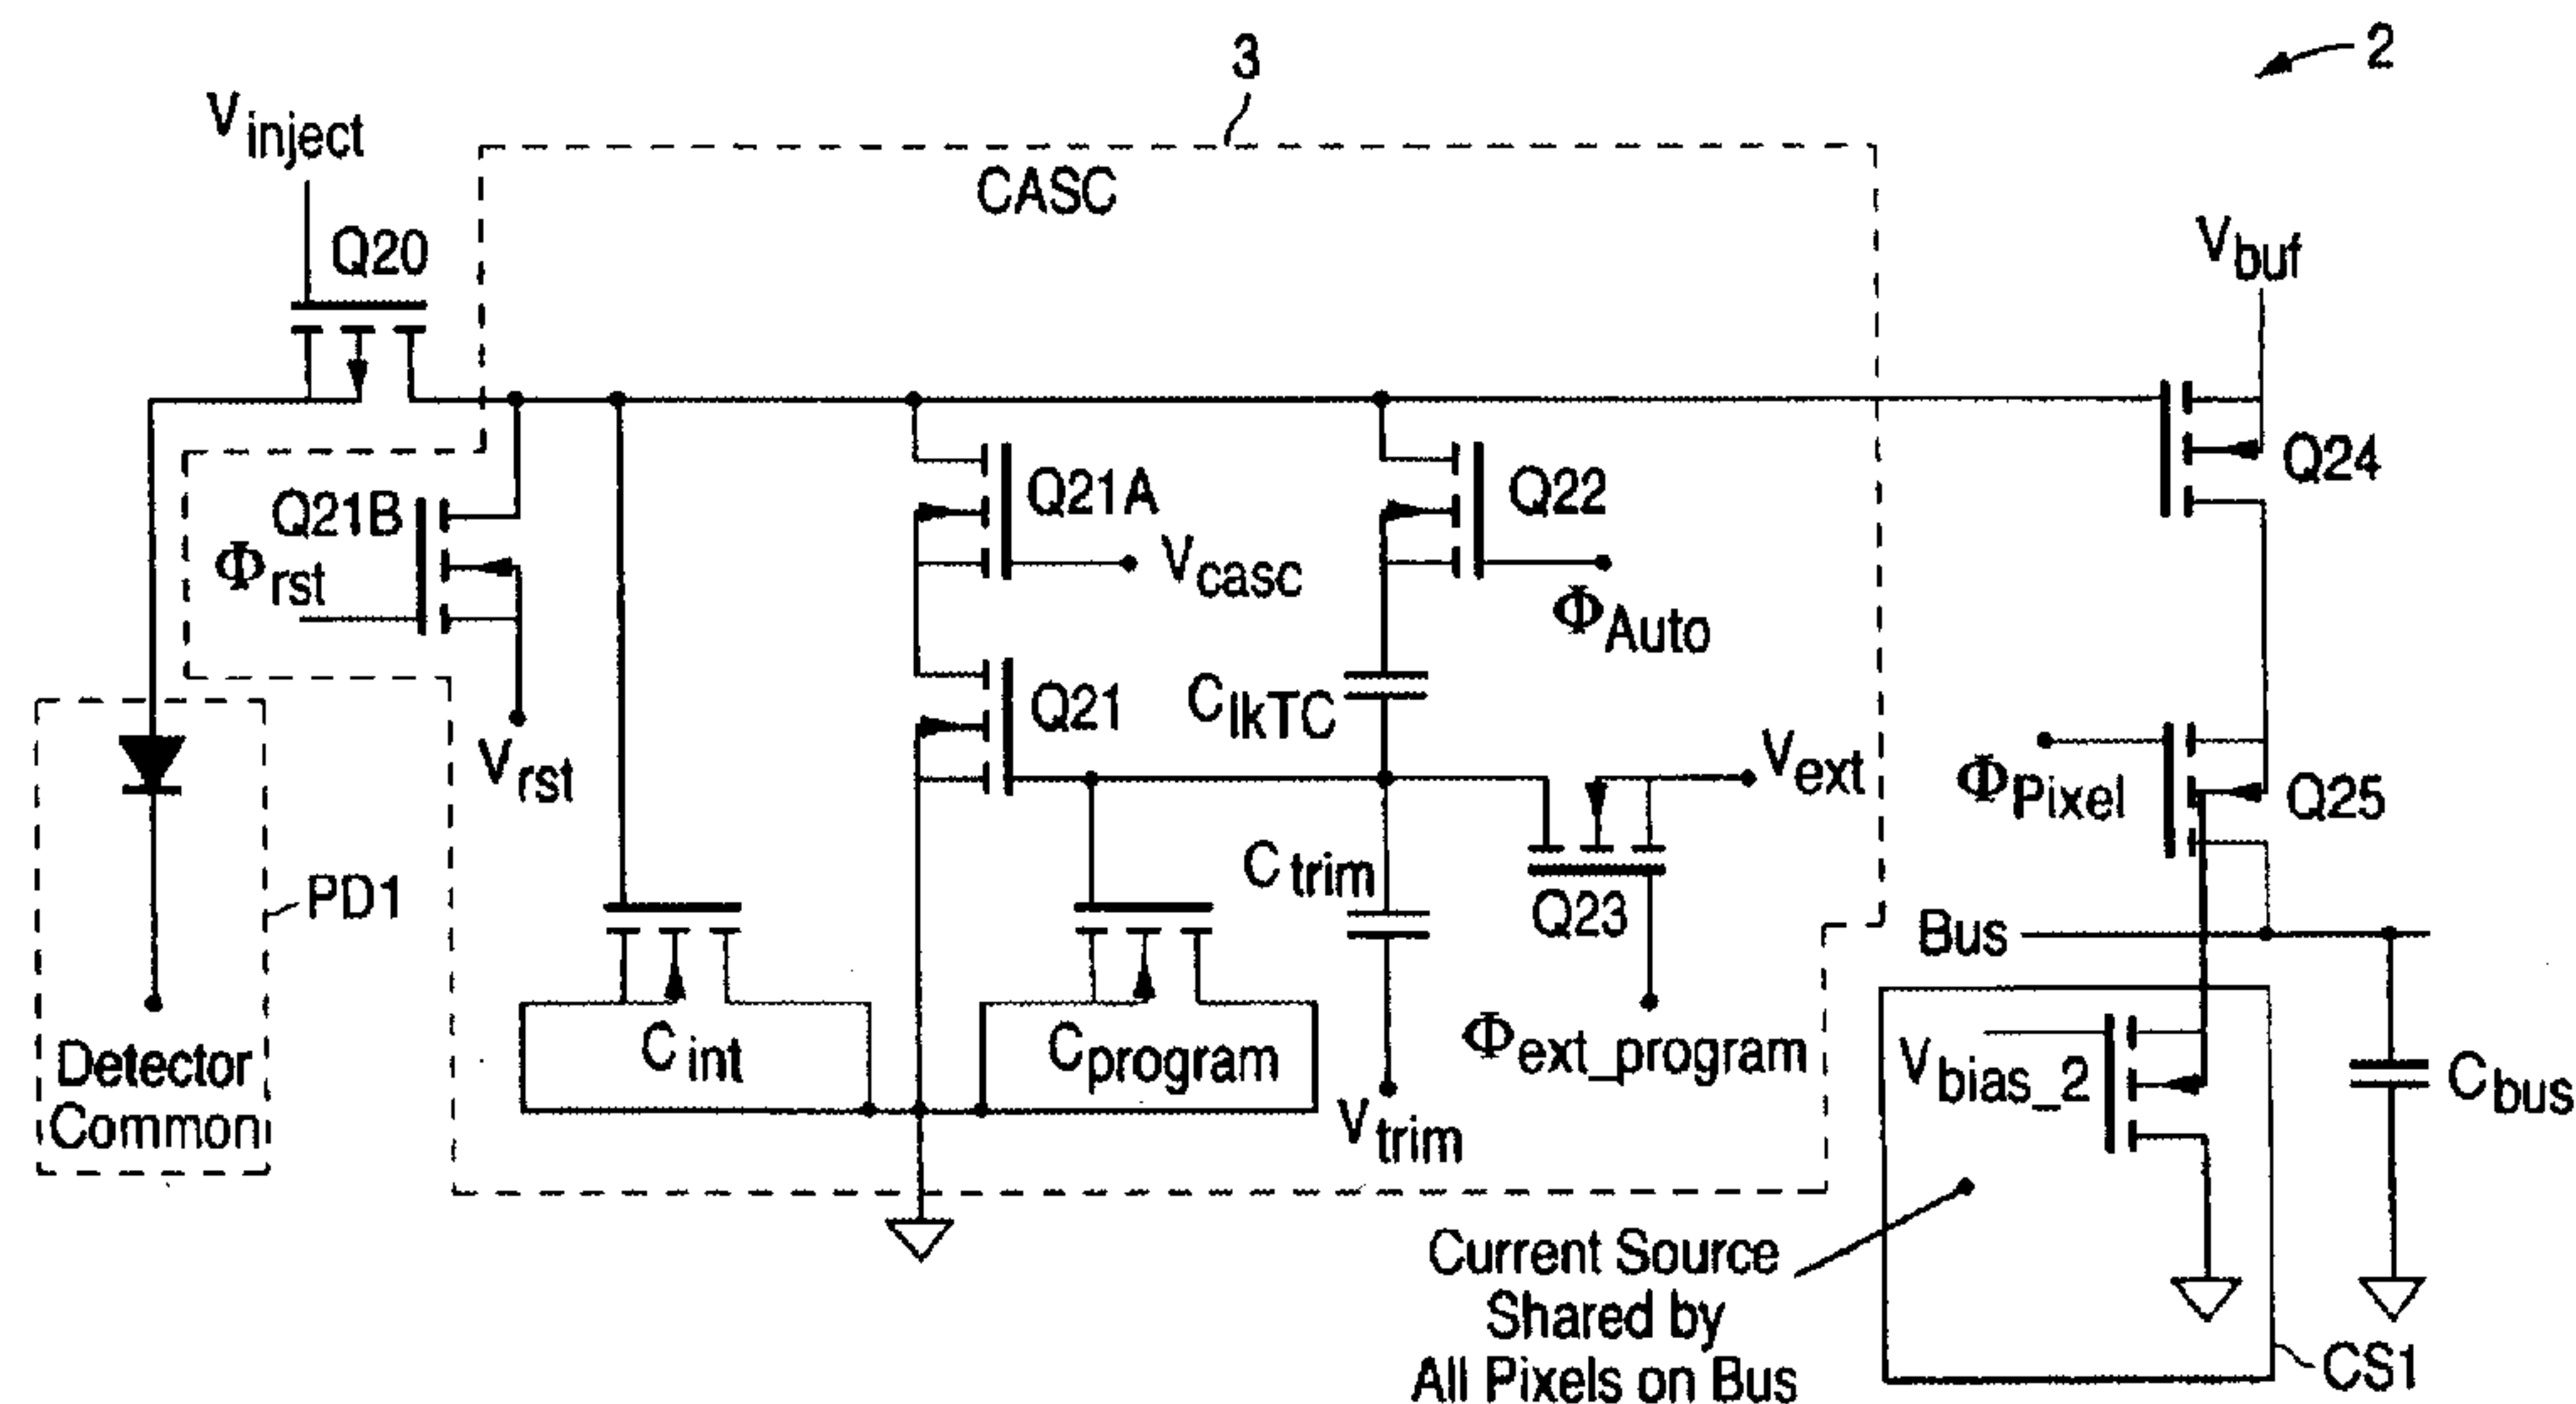 2
3
Vinject
CASC
Q20
Vbuf
Q21B
Q21A
Q22
Q24
Φrst
Vcasc
ΦAuto
ClkTC
Q21
Vrst
Vext
ΦPixel
Q25
Ctrim
Q23
PD1
Bus
Detector
Common
Cint
Cprogram
Φext_program
Vbias_2
Cbus
Vtrim
Current Source
Shared by
All Pixels on Bus
CS1